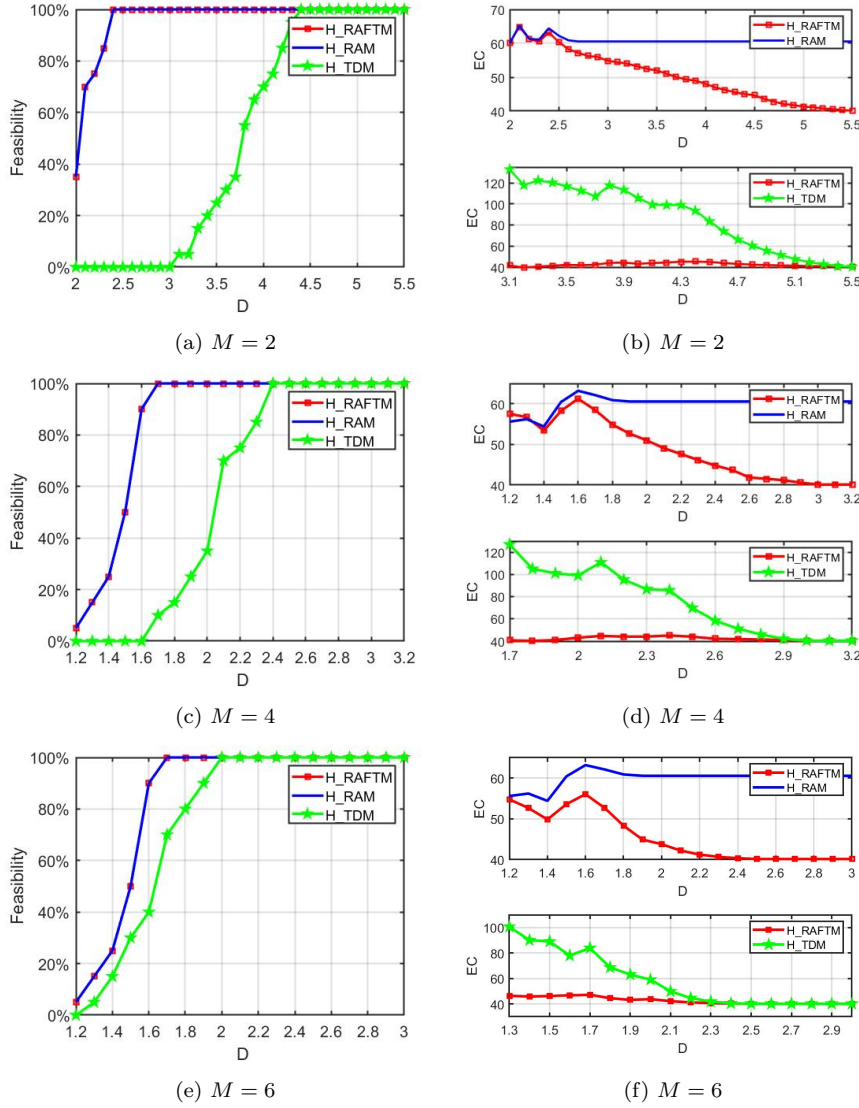 100%
80%
60%
40%
20%
0%
Feasibility
H_RAFTM
H_RAM
H_TDM
2 2.5 3 3.5 4 4.5 5 5.5
D
(a) M = 2
70
60
50
40
EC
H_RAFTM
H_RAM
2 2.5 3 3.5 4 4.5 5 5.5
D
120
100
80
60
40
EC
H_RAFTM
H_TDM
3.1 3.5 3.9 4.3 4.7 5.1 5.5
D
(b) M = 2
100%
80%
60%
40%
20%
0%
Feasibility
H_RAFTM
H_RAM
H_TDM
1.2 1.4 1.6 1.8 2 2.2 2.4 2.6 2.8 3 3.2
D
(c) M = 4
60
50
40
EC
H_RAFTM
H_RAM
1.2 1.4 1.6 1.8 2 2.2 2.4 2.6 2.8 3 3.2
D
120
100
80
60
40
EC
H_RAFTM
H_TDM
1.7 2 2.3 2.6 2.9 3.2
D
(d) M = 4
100%
80%
60%
40%
20%
0%
Feasibility
H_RAFTM
H_RAM
H_TDM
1.2 1.4 1.6 1.8 2 2.2 2.4 2.6 2.8 3
D
(e) M = 6
60
50
40
EC
H_RAFTM
H_RAM
1.2 1.4 1.6 1.8 2 2.2 2.4 2.6 2.8 3
D
100
80
60
40
EC
H_RAFTM
H_TDM
1.3 1.5 1.7 1.9 2.1 2.3 2.5 2.7 2.9
D
(f) M = 6